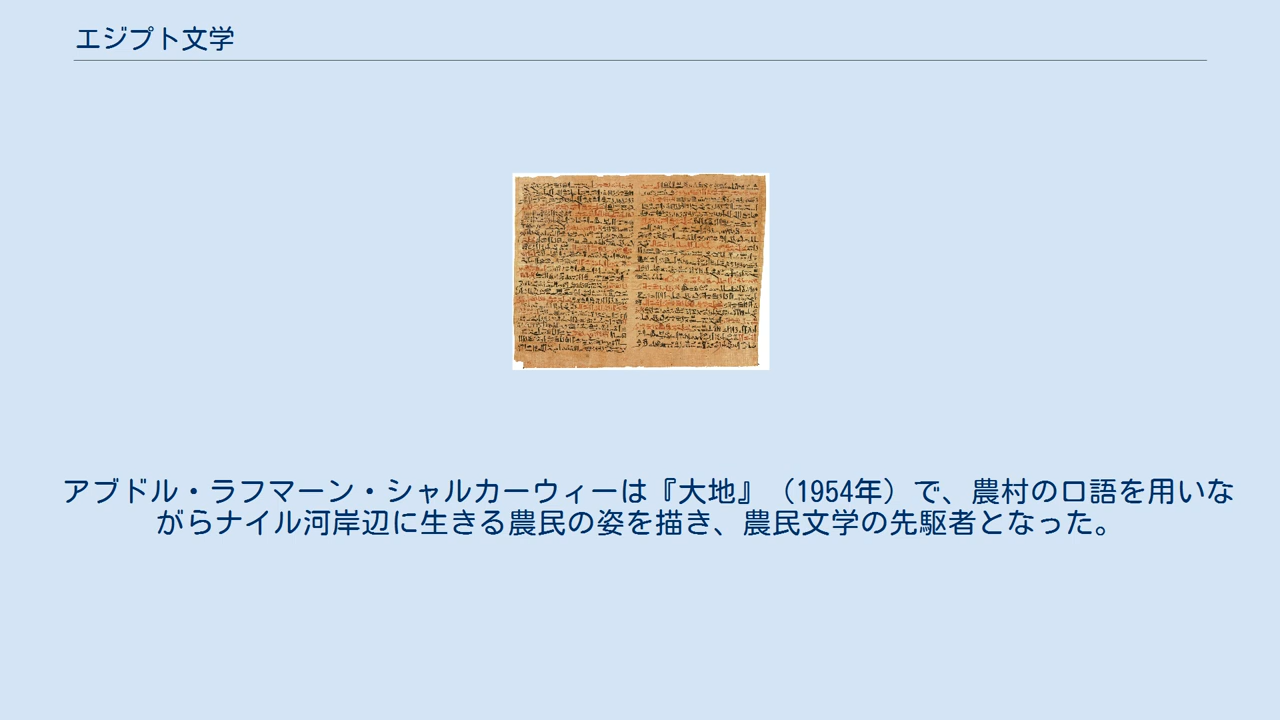 エジプト文学
アブドル・ラフマーン・シャルカーウィーは『大地』（1954年）で、農村の口語を用いな
がらナイル河岸辺に生きる農民の姿を描き、農民文学の先駆者となった。